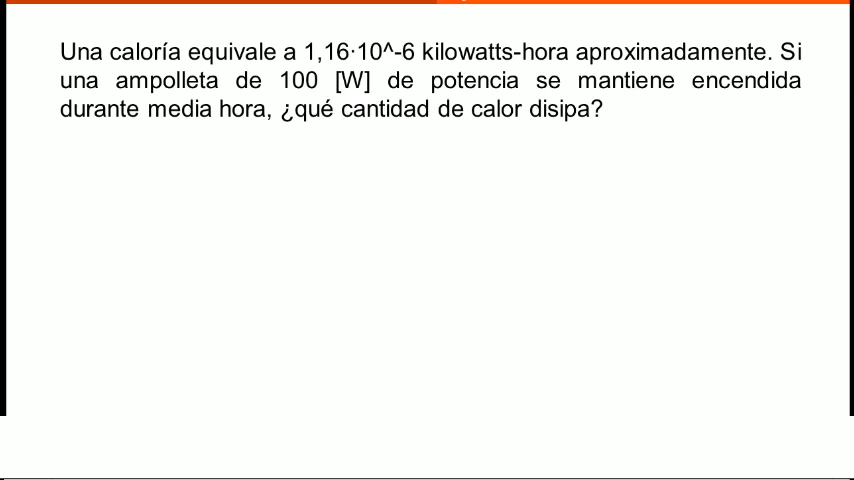 Una caloría equivale a 1,16·10^-6 kilowatts-hora aproximadamente. Si
una ampolleta de 100 [W] de potencia se mantiene encendida
durante media hora, ¿qué cantidad de calor disipa?